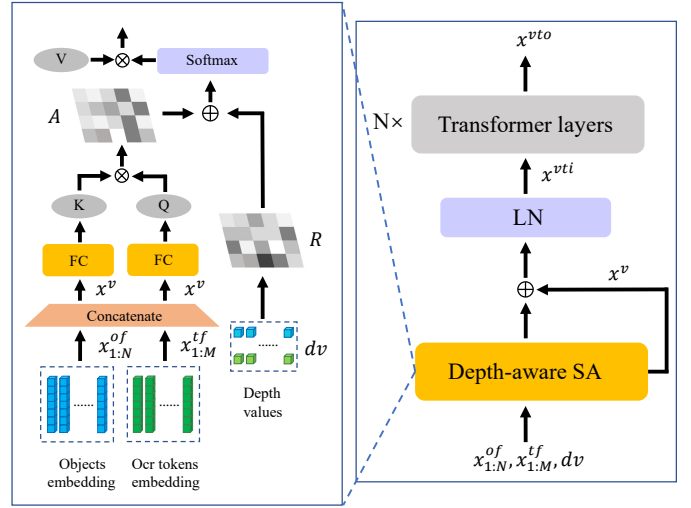 V
Softmax
A
K
Q
R
FC
FC
x^v
x^v
Concatenate
x^{of}_{1:N}
x^{tf}_{1:M}
dv
Depth
values
Objects
embedding
Ocr tokens
embedding
x^{vto}
N×
Transformer layers
x^{vti}
LN
x^v
Depth-aware SA
x^{of}_{1:N}, x^{tf}_{1:M}, dv